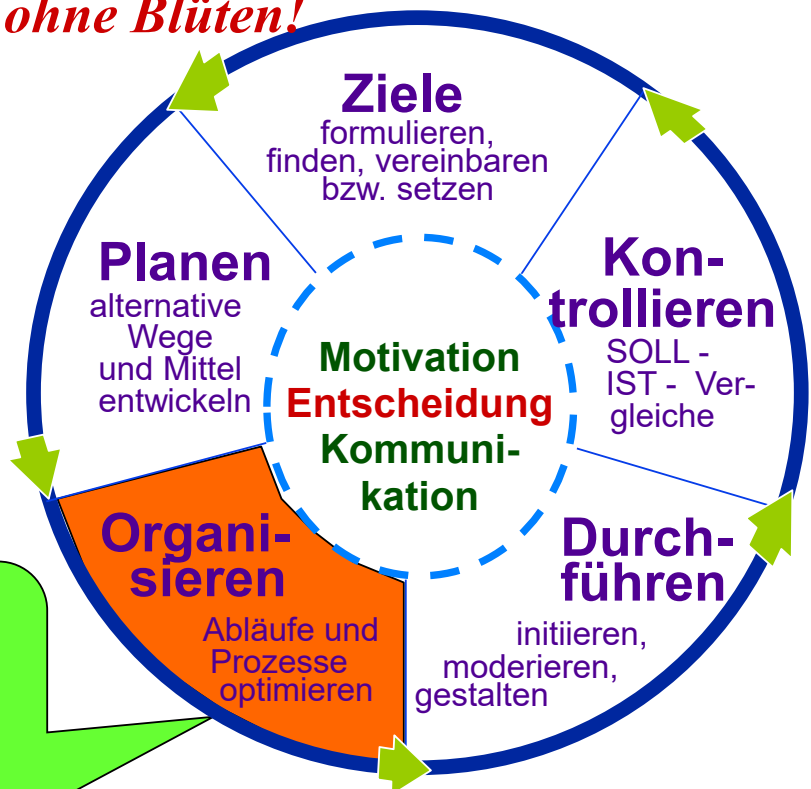 ohne Blüten!
Ziele
formulieren,
finden, vereinbaren
bzw. setzen
Planen
alternative
Wege
und Mittel
entwickeln
Kon-
trollieren
SOLL -
IST - Ver-
gleiche
Motivation
Entscheidung
Kommuni-
kation
Organi-
sieren
Abläufe und
Prozesse
optimieren
Durch-
führen
initiieren,
moderieren,
gestalten